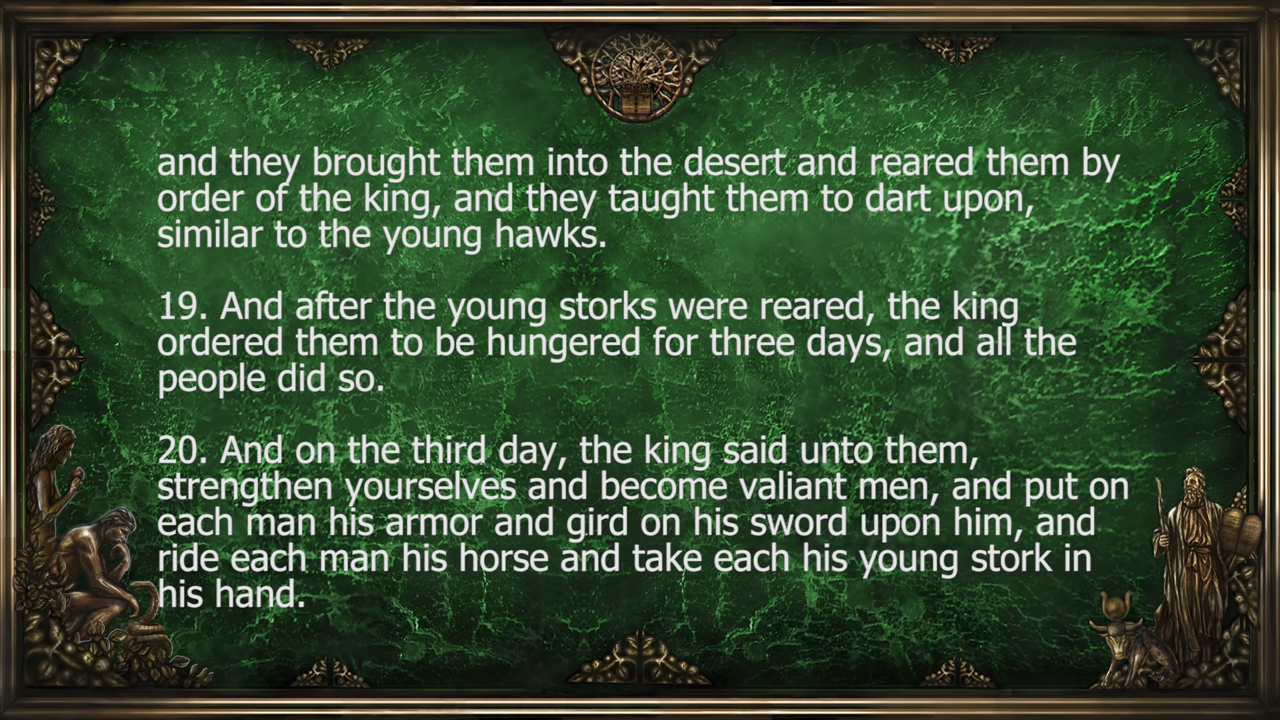 and they brought them into the desert and reared them by
order of the king, and they taught them to dart upon,
similar to the young hawks.
19. And after the young storks were reared, the king
ordered them to be hungered for three days, and all the
people did so.
20. And on the third day, the king said unto them,
strengthen yourselves and become valiant men, and put on
each man his armor and gird on his sword upon him, and
ride each man his horse and take each his young stork in
his hand.